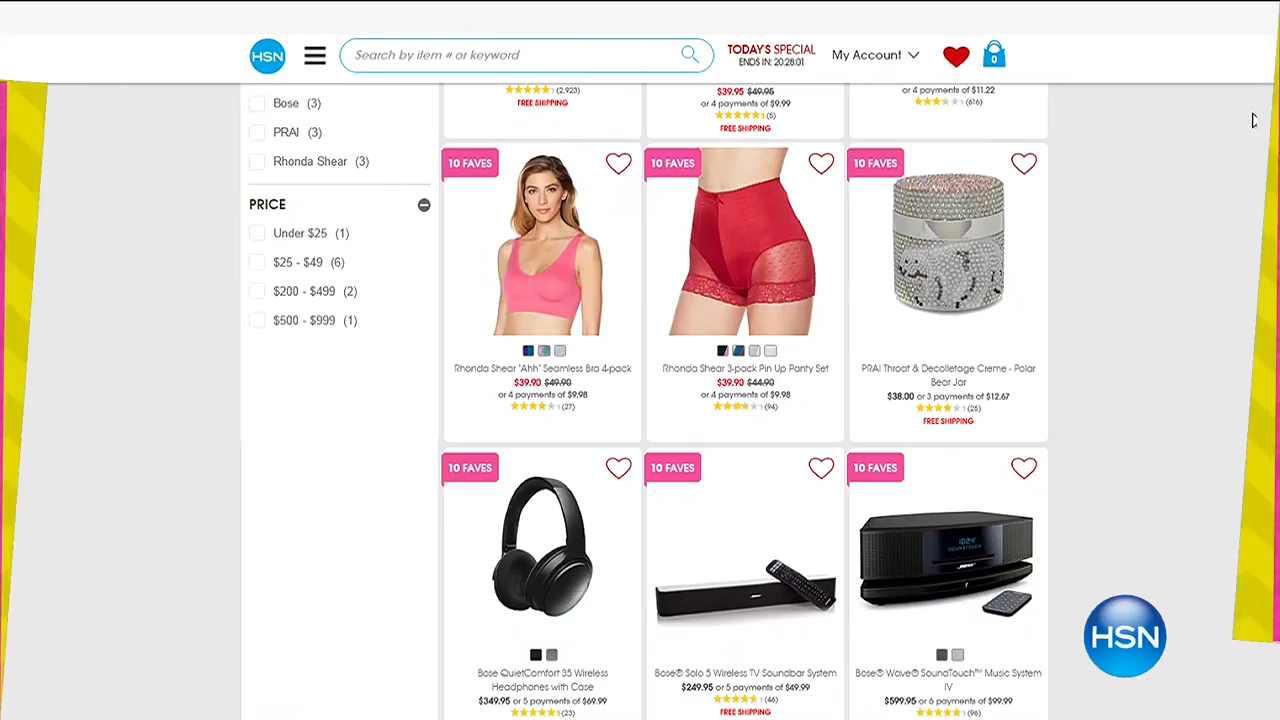 HSN
Search by item # or keyword
TODAY'S SPECIAL
ENDS IN: 20:28:01
My Account
0
Bose (3)
PRAI (3)
Rhonda Shear (3)
PRICE
Under $25 (1)
$25 - $49 (6)
$200 - $499 (2)
$500 - $999 (1)
(2,923)
FREE SHIPPING
$39.95 $49.95
or 4 payments of $9.99
(5)
FREE SHIPPING
or 4 payments of $11.22
(616)
10 FAVES
Rhonda Shear "Ahh" Seamless Bra 4-pack
$39.90 $49.90
or 4 payments of $9.98
(27)
10 FAVES
Rhonda Shear 3-pack Pin Up Panty Set
$39.90 $44.90
or 4 payments of $9.98
(94)
10 FAVES
PRAI Throat & Decolletage Creme - Polar
Bear Jar
$38.00 or 3 payments of $12.67
(25)
FREE SHIPPING
10 FAVES
Bose QuietComfort 35 Wireless
Headphones with Case
$349.95 or 5 payments of $69.99
(23)
10 FAVES
BOSE
Bose® Solo 5 Wireless TV Soundbar System
$249.95 or 5 payments of $49.99
(46)
FREE SHIPPING
10 FAVES
SOUNDTOUCH
BOSE
Bose® Wave® SoundTouch™ Music System
IV
$599.95 or 6 payments of $99.99
(96)
HSN